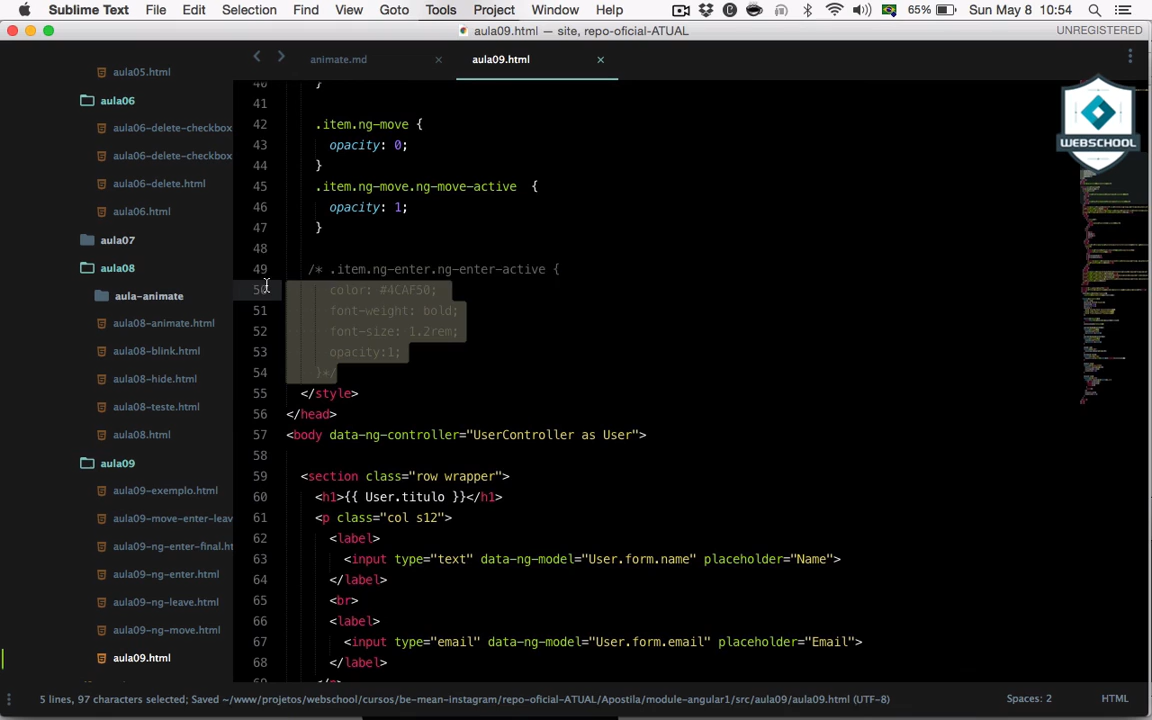 Sublime Text File Edit Selection Find View Goto Tools Project Window Help 65% Sun May 8 10:54
aula09.html — site, repo-oficial-ATUAL UNREGISTERED
animate.md aula09.html
WEBSCHOOL
aula05.html
aula06
aula06-delete-checkbox
aula06-delete-checkbox
aula06-delete.html
aula06.html
aula07
aula08
aula-animate
aula08-animate.html
aula08-blink.html
aula08-hide.html
aula08-teste.html
aula08.html
aula09
aula09-exemplo.html
aula09-move-enter-leav
aula09-ng-enter-final.ht
aula09-ng-enter.html
aula09-ng-leave.html
aula09-ng-move.html
aula09.html
40 }
41
42 .item.ng-move {
43 opacity: 0;
44 }
45 .item.ng-move.ng-move-active {
46 opacity: 1;
47 }
48
49 /* .item.ng-enter.ng-enter-active {
50 color: #4CAF50;
51 font-weight: bold;
52 font-size: 1.2rem;
53 opacity:1;
54 }*/
55 </style>
56 </head>
57 <body data-ng-controller="UserController as User">
58
59 <section class="row wrapper">
60 <h1>{{ User.titulo }}</h1>
61 <p class="col s12">
62 <label>
63 <input type="text" data-ng-model="User.form.name" placeholder="Name">
64 </label>
65 <br>
66 <label>
67 <input type="email" data-ng-model="User.form.email" placeholder="Email">
68 </label>
69 </p>
5 lines, 97 characters selected; Saved ~/www/projetos/webschool/cursos/be-mean-instagram/repo-oficial-ATUAL/Apostila/module-angular1/src/aula09/aula09.html (UTF-8) Spaces: 2 HTML